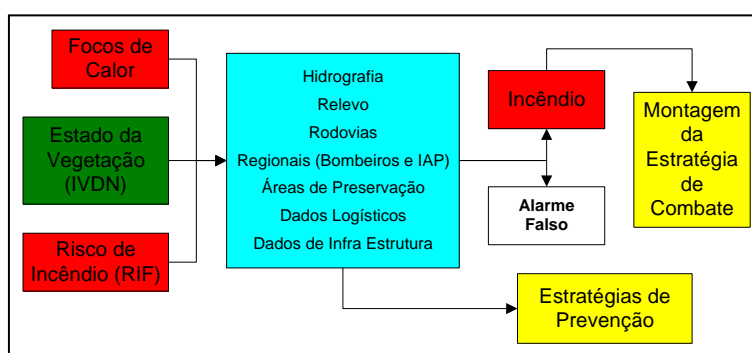 Focos de
Calor
Estado da
Vegetação
(IVDN)
Risco de
Incêndio (RIF)
Hidrografia
Relevo
Rodovias
Regionais (Bombeiros e IAP)
Áreas de Preservação
Dados Logísticos
Dados de Infra Estrutura
Incêndio
Alarme
Falso
Montagem
da
Estratégia
de
Combate
Estratégias de
Prevenção